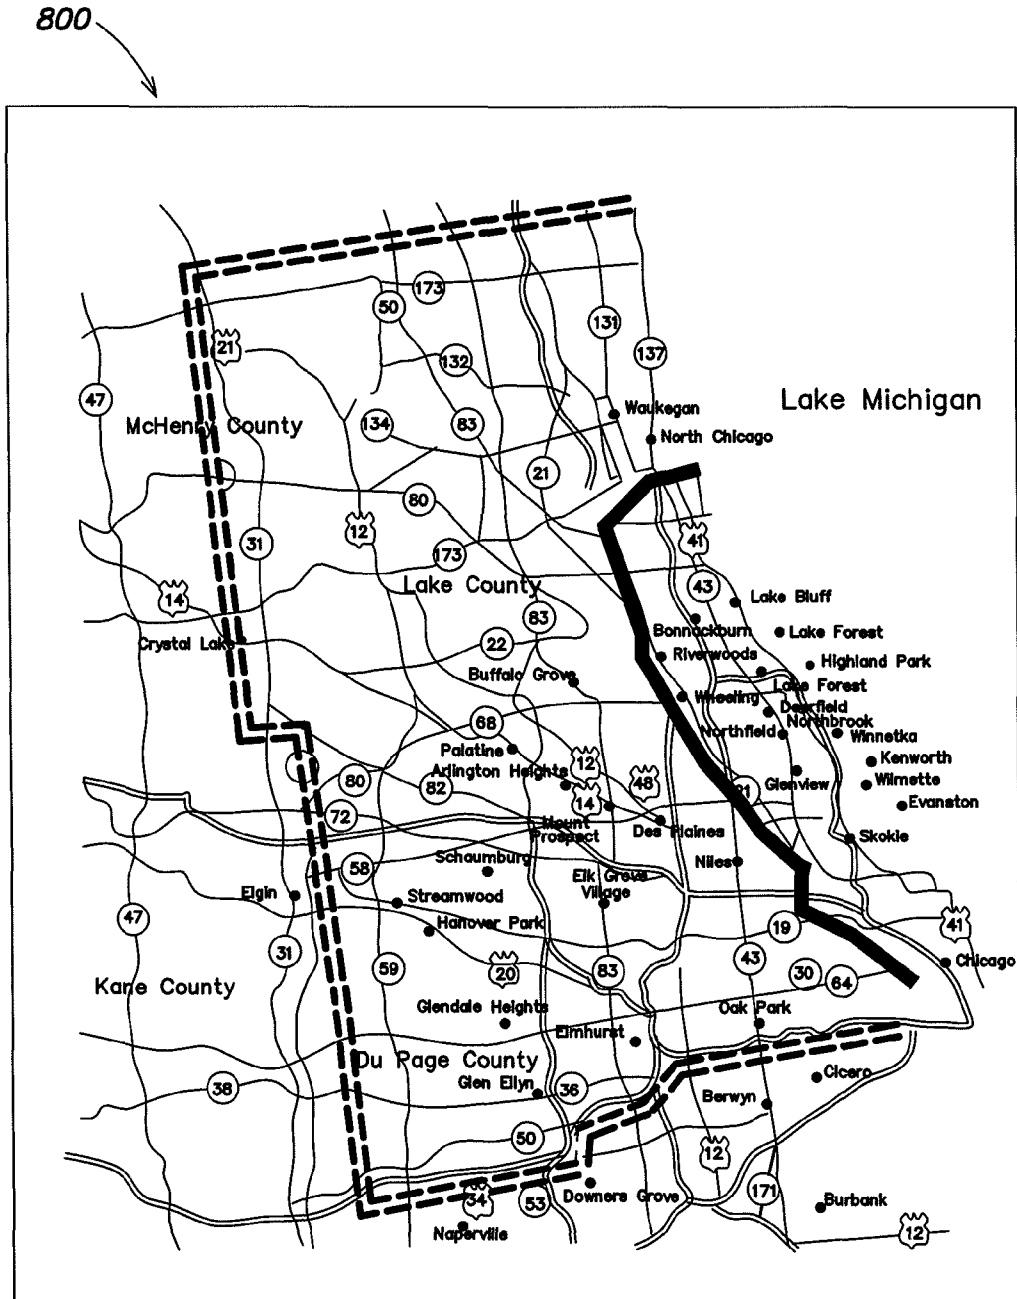 800
173
50
131
21
132
137
47
Lake Michigan
Waukegan
McHenry County
134
83
North Chicago
21
80
12
31
41
173
Lake County
43
14
Lake Bluff
83
Bonnackburn
Lake Forest
Crystal Lake
22
Riverwoods
Highland Park
Buffalo Grove
Lake Forest
Wheeling
Deerfield
68
Northbrook
Northfield
Winnetka
Palatine
12
Kenworth
Arlington Heights
80
48
Glenview
Wilmette
82
21
14
Evanston
72
Mount
Prospect
Des Plaines
Skokie
Schaumburg
Niles
58
Elk Grove
Village
Elgin
Streamwood
47
Hanover Park
19
41
31
43
Chicago
59
20
83
30
64
Kane County
Glendale Heights
Oak Park
Elmhurst
Du Page County
Cicero
38
Glen Ellyn
36
Berwyn
50
12
34
53
Downers Grove
171
Burbank
Naperville
12